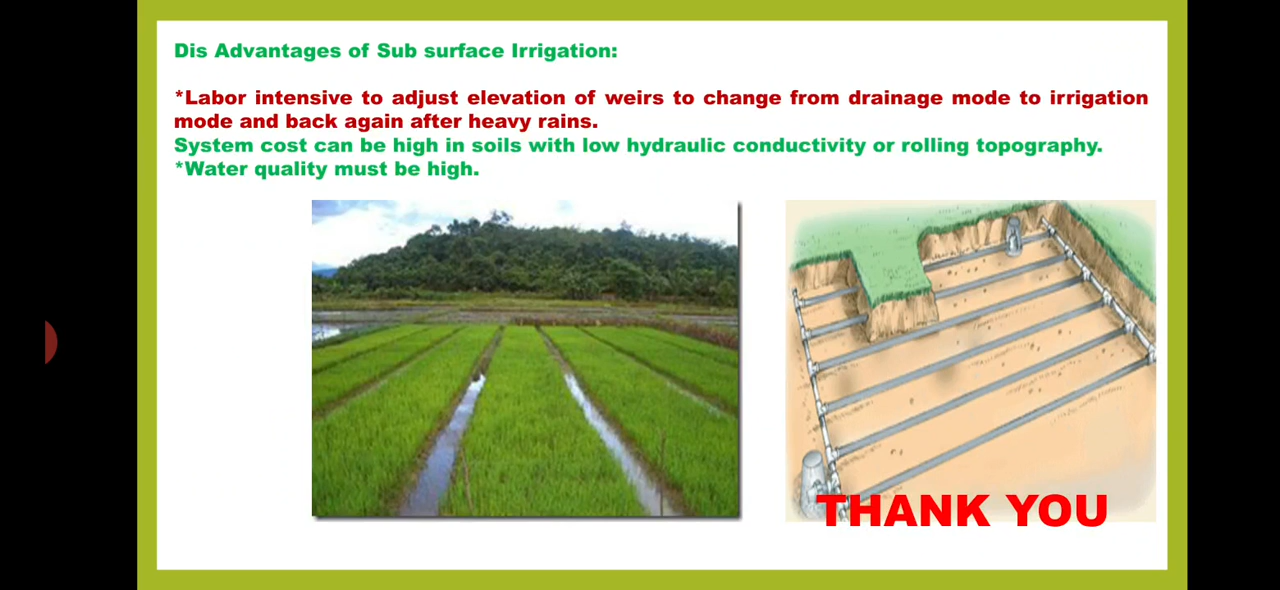 Dis Advantages of Sub surface Irrigation:
*Labor intensive to adjust elevation of weirs to change from drainage mode to irrigation
mode and back again after heavy rains.
System cost can be high in soils with low hydraulic conductivity or rolling topography.
*Water quality must be high.
THANK YOU